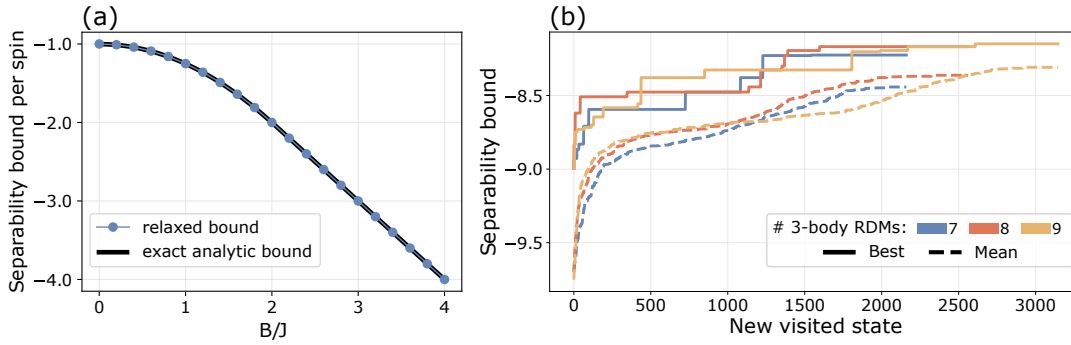 (a)
Separability bound per spin
−1.0
−2.0
−3.0
−4.0
relaxed bound
exact analytic bound
0 1 2 3 4
B/J
(b)
Separability bound
−8.5
−9.0
−9.5
# 3-body RDMs: 7 8 9
Best Mean
0 500 1000 1500 2000 2500 3000
New visited state